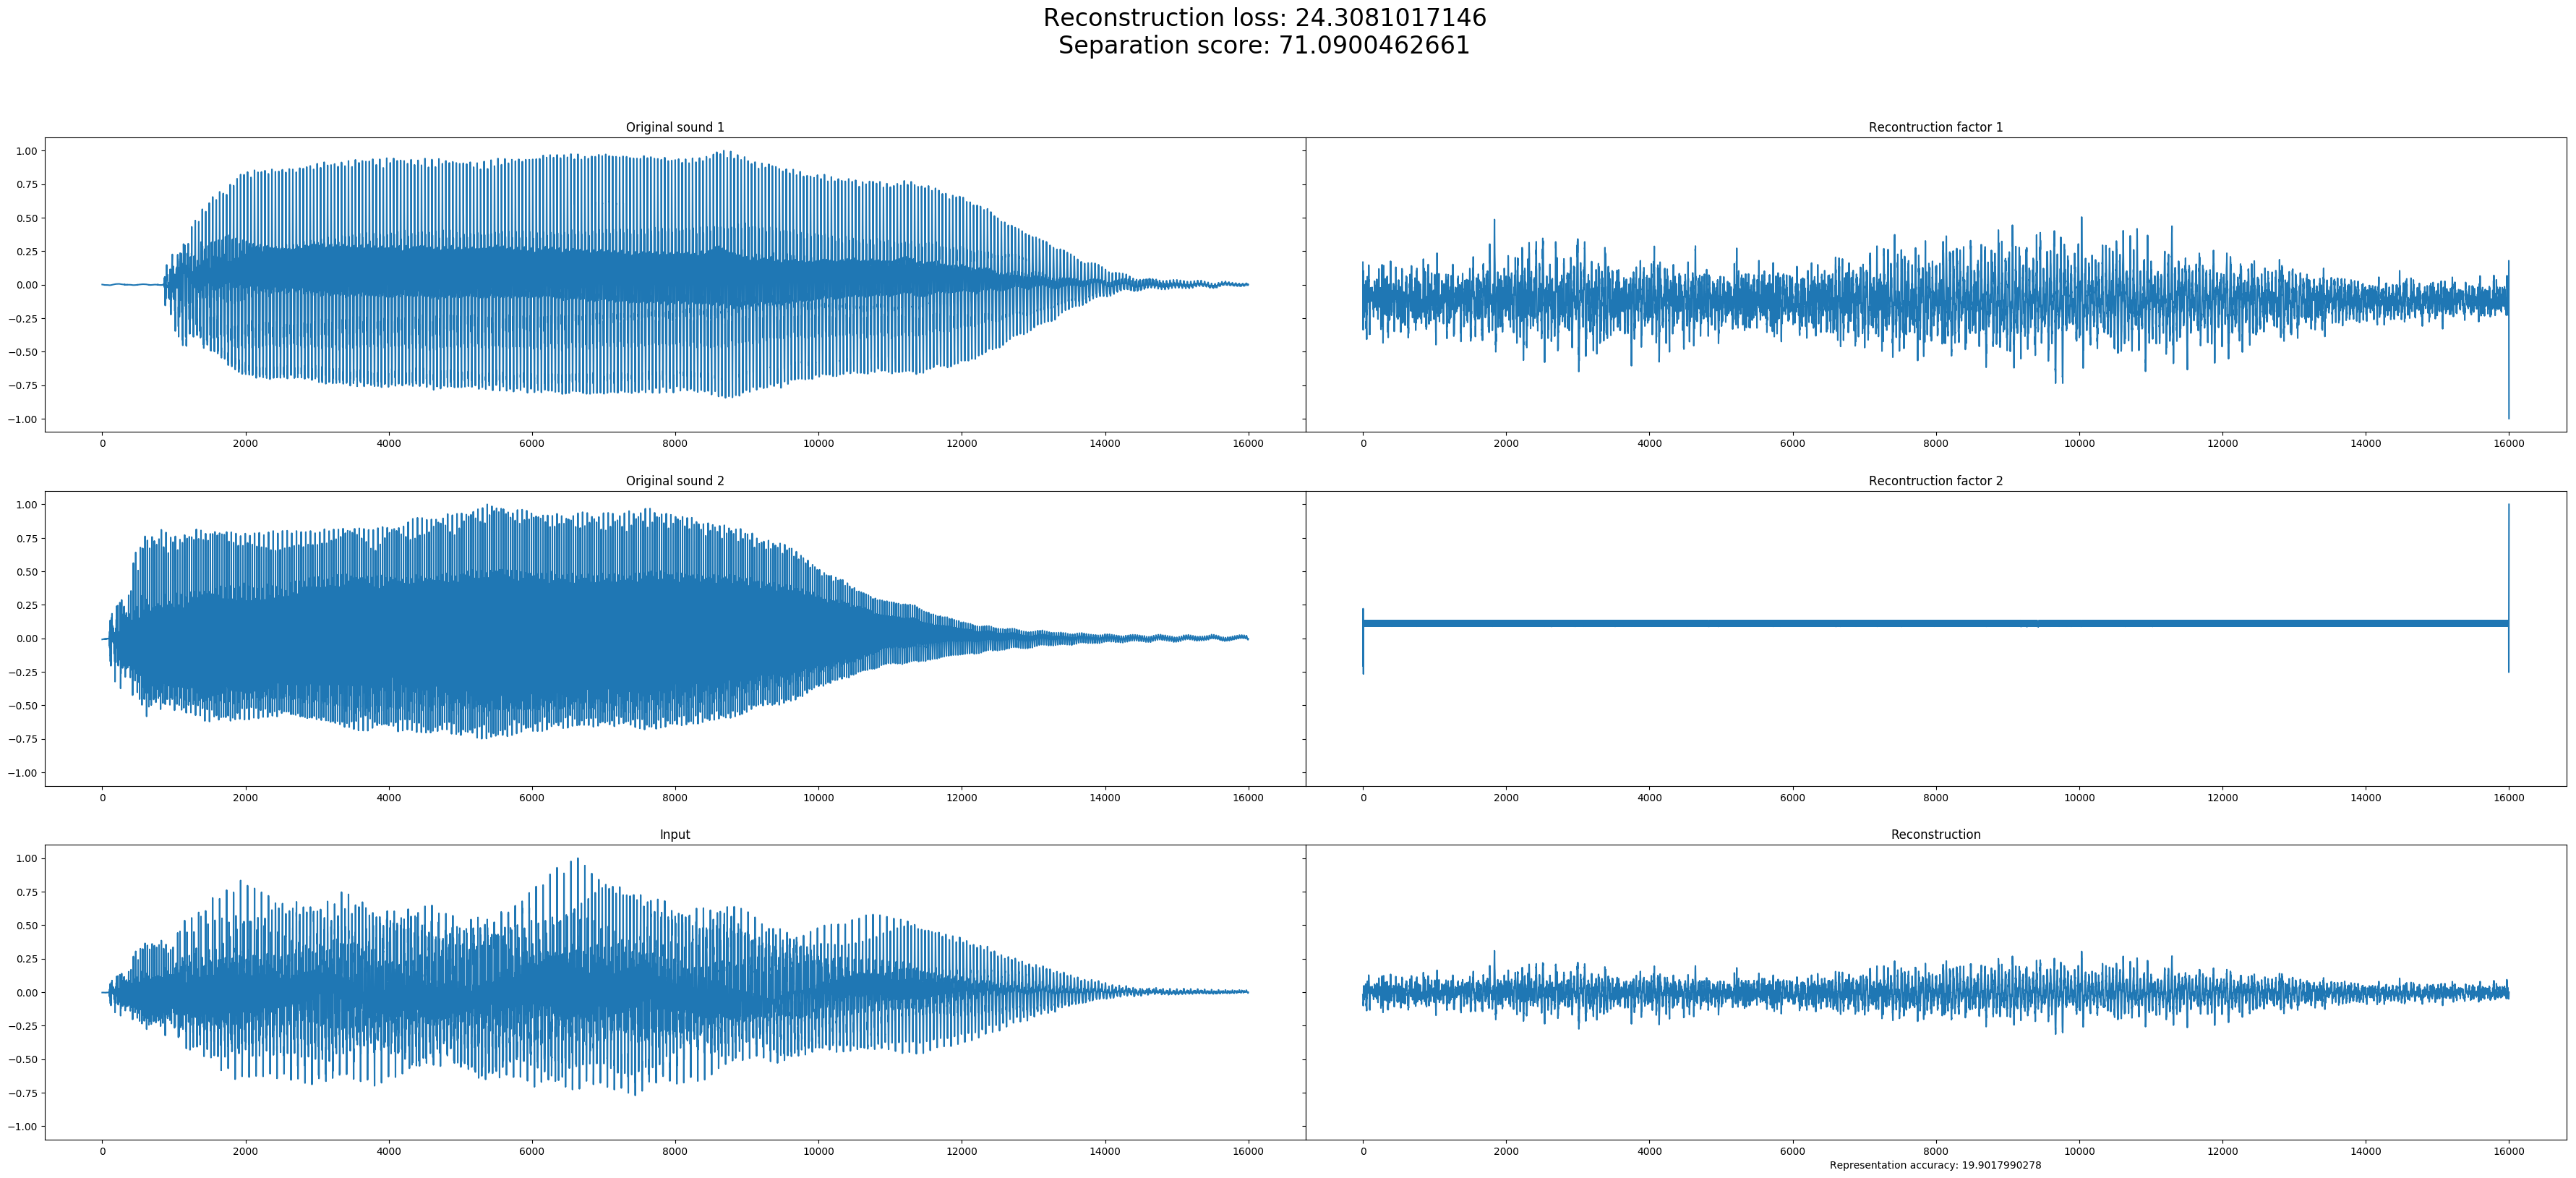 Reconstruction loss: 24.3081017146
Separation score: 71.0900462661
Original sound 1
1.00
0.75
0.50
0.25
0.00
−0.25
−0.50
−0.75
−1.00
0 2000 4000 6000 8000 10000 12000 14000 16000
Recontruction factor 1
0 2000 4000 6000 8000 10000 12000 14000 16000
Original sound 2
1.00
0.75
0.50
0.25
0.00
−0.25
−0.50
−0.75
−1.00
0 2000 4000 6000 8000 10000 12000 14000 16000
Recontruction factor 2
0 2000 4000 6000 8000 10000 12000 14000 16000
Input
1.00
0.75
0.50
0.25
0.00
−0.25
−0.50
−0.75
−1.00
0 2000 4000 6000 8000 10000 12000 14000 16000
Reconstruction
0 2000 4000 6000 8000 10000 12000 14000 16000
Representation accuracy: 19.9017990278